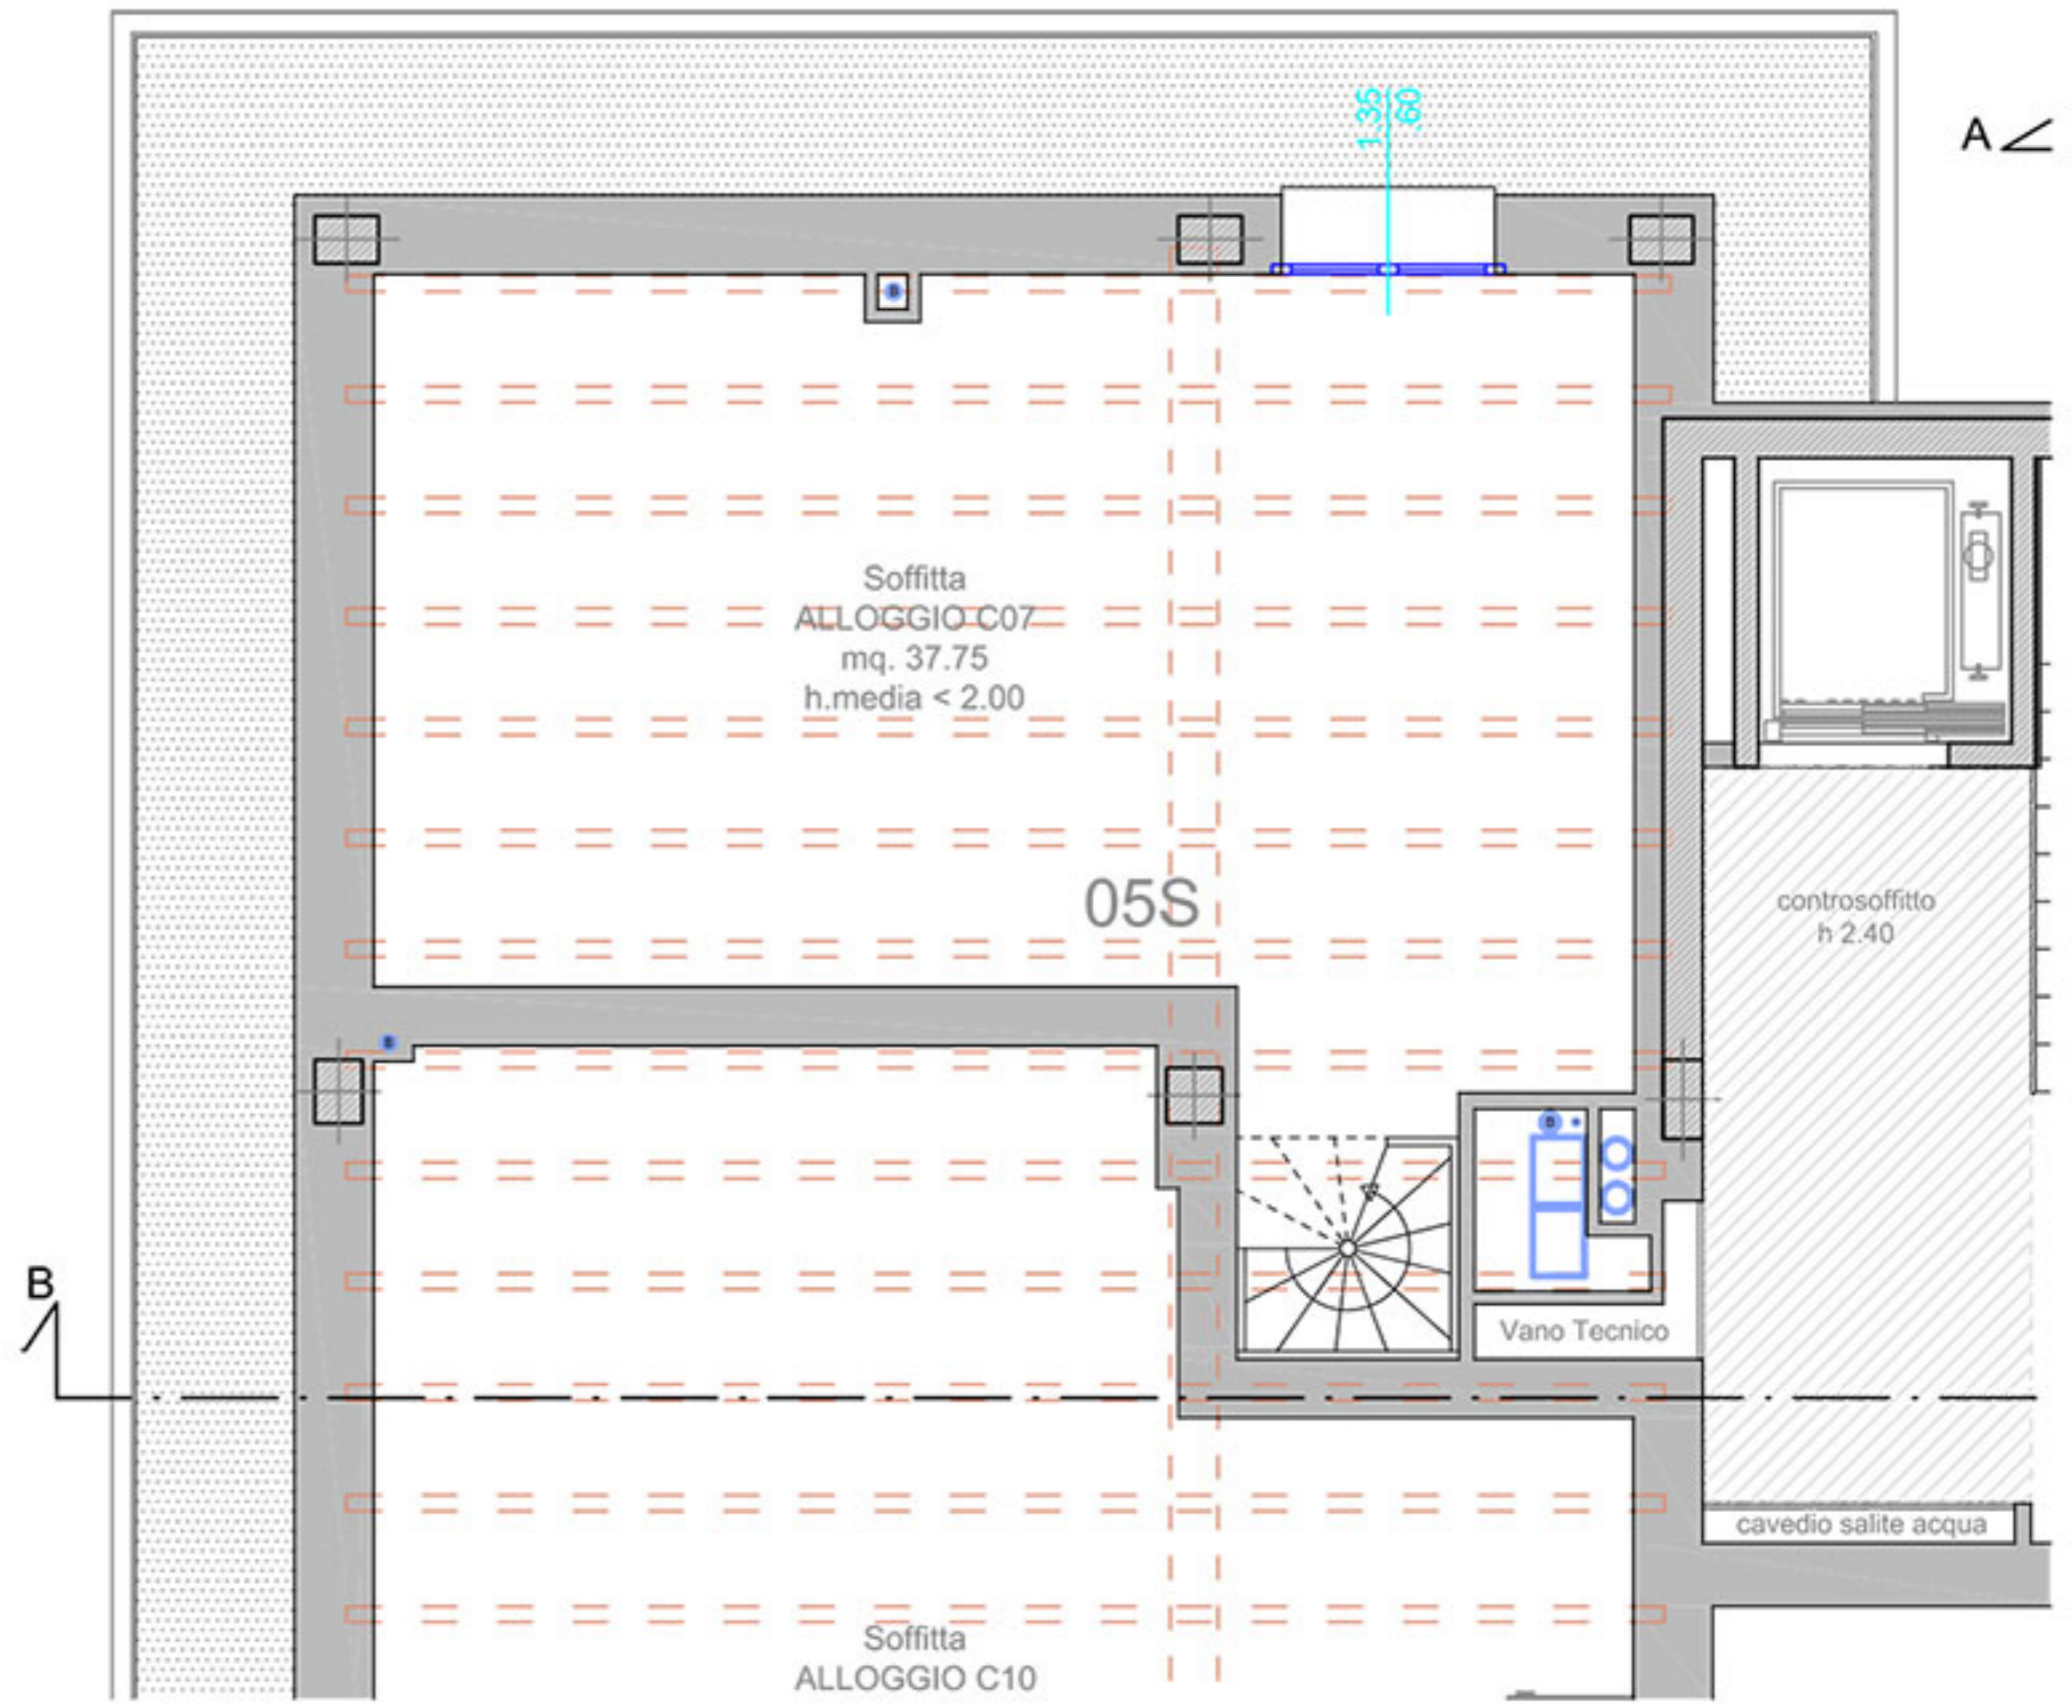 1.35
.60
A
B
Soffitta
ALLOGGIO C07
mq. 37.75
h.media < 2.00
05S
controsoffitto
h 2.40
B
B
B
Vano Tecnico
cavedio salite acqua
Soffitta
ALLOGGIO C10